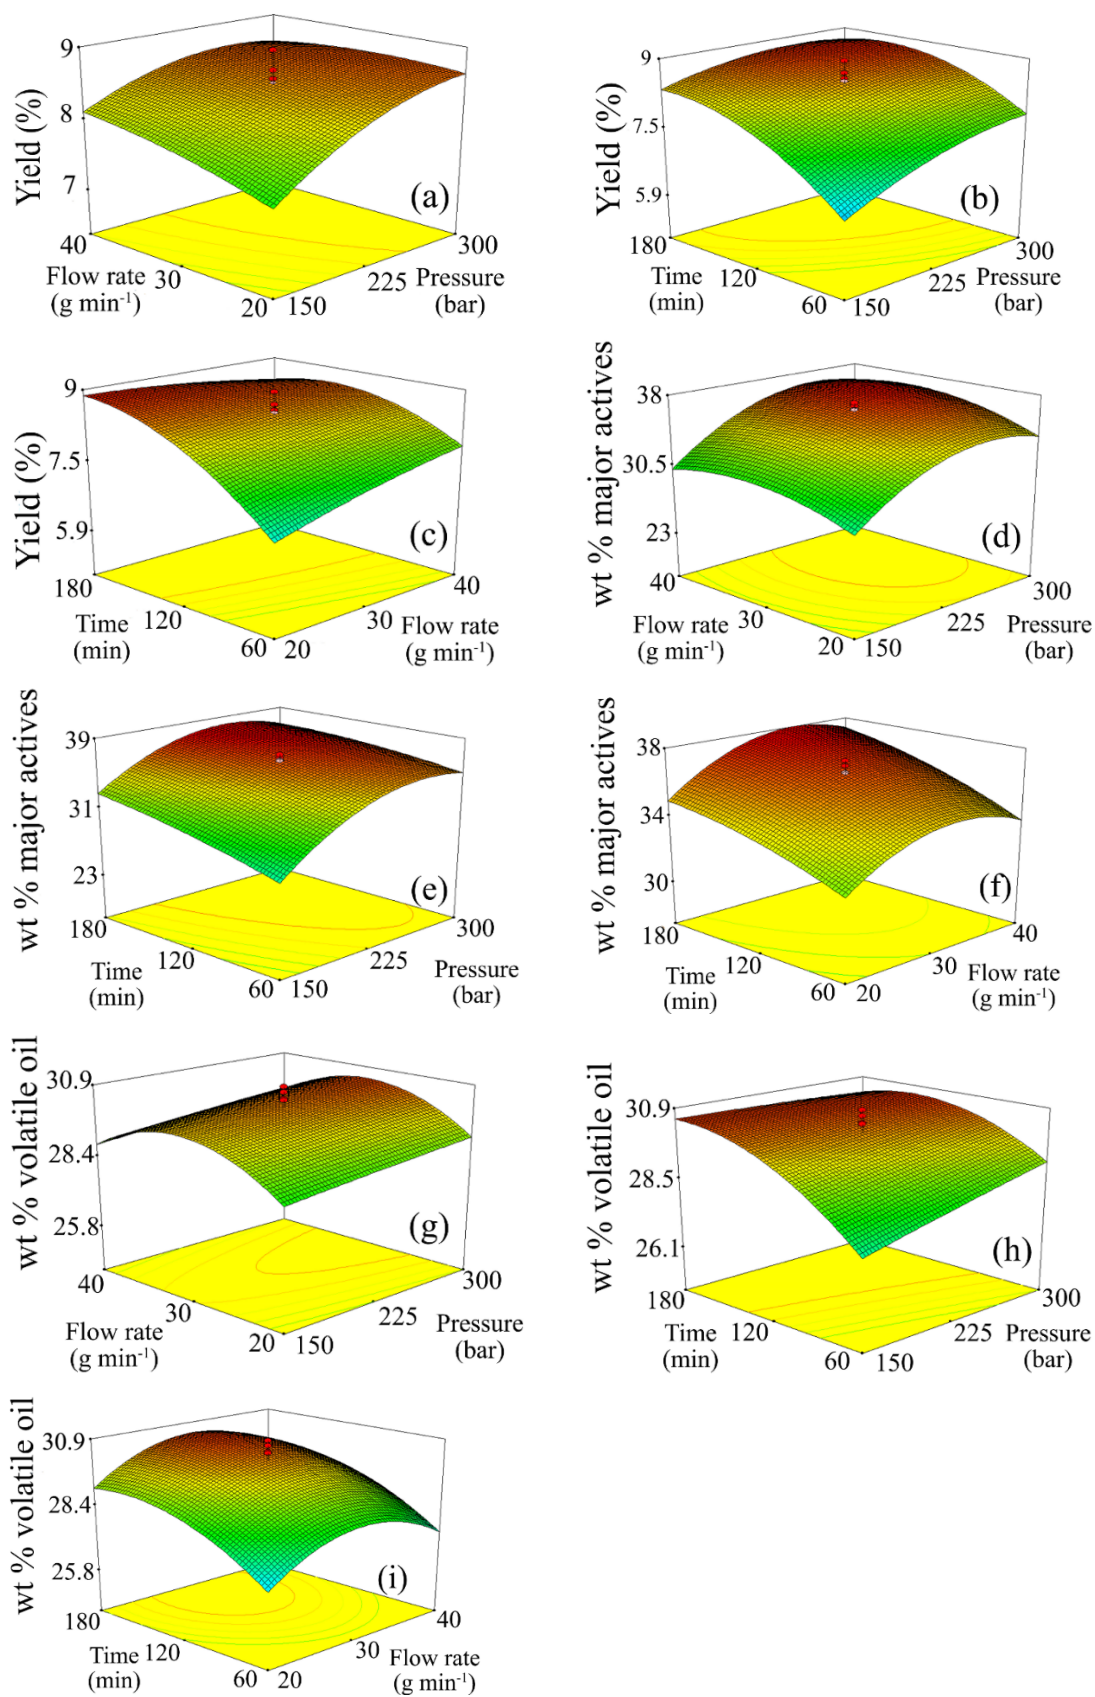 9
8
7
Yield (%)
(a)
40
30
20
150
225
300
Flow rate
(g min⁻¹)
Pressure
(bar)
9
7.5
5.9
Yield (%)
(b)
180
120
60
150
225
300
Time
(min)
Pressure
(bar)
9
7.5
5.9
Yield (%)
(c)
180
120
60
20
30
40
Time
(min)
Flow rate
(g min⁻¹)
38
30.5
23
wt % major actives
(d)
40
30
20
150
225
300
Flow rate
(g min⁻¹)
Pressure
(bar)
39
31
23
wt % major actives
(e)
180
120
60
150
225
300
Time
(min)
Pressure
(bar)
38
34
30
wt % major actives
(f)
180
120
60
20
30
40
Time
(min)
Flow rate
(g min⁻¹)
30.9
28.4
25.8
wt % volatile oil
(g)
40
30
20
150
225
300
Flow rate
(g min⁻¹)
Pressure
(bar)
30.9
28.5
26.1
wt % volatile oil
(h)
180
120
60
150
225
300
Time
(min)
Pressure
(bar)
30.9
28.4
25.8
wt % volatile oil
(i)
180
120
60
20
30
40
Time
(min)
Flow rate
(g min⁻¹)